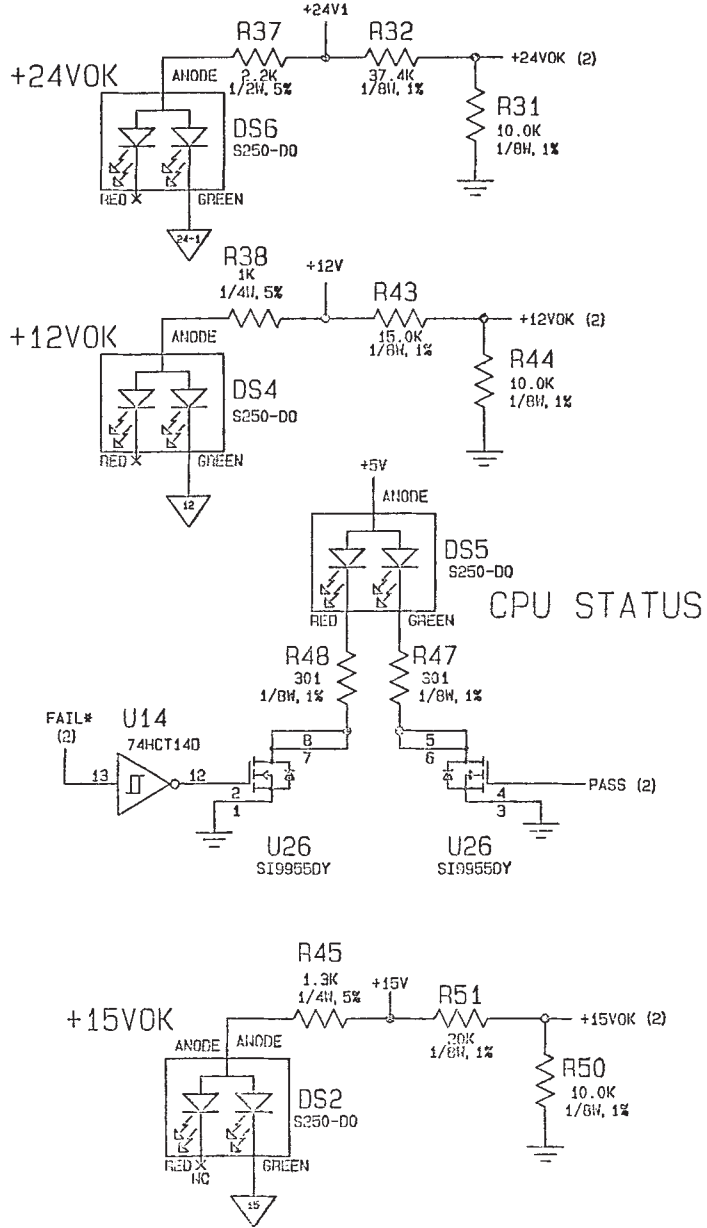 +24V1
R37
R32
+24VOK (2)
+24VOK
ANODE
2.2K
1/2W, 5%
37.4K
1/8W, 1%
R31
10.0K
1/8W, 1%
DS6
S250-DO
RED
GREEN
24-1
R38
1K
1/4W, 5%
+12V
R43
+12VOK (2)
+12VOK
ANODE
15.0K
1/8W, 1%
R44
10.0K
1/8W, 1%
DS4
S250-DO
RED
GREEN
12
+5V
ANODE
DS5
S250-DO
CPU STATUS
RED
GREEN
R48
301
1/8W, 1%
R47
301
1/8W, 1%
FAIL*
(2)
U14
74HCT14D
13
12
8
7
2
1
5
6
4
3
PASS (2)
U26
SI9955DY
U26
SI9955DY
R45
1.3K
1/4W, 5%
+15V
R51
+15VOK (2)
+15VOK
20K
1/8W, 1%
ANODE
ANODE
R50
10.0K
1/8W, 1%
DS2
S250-DO
RED
NC
GREEN
15